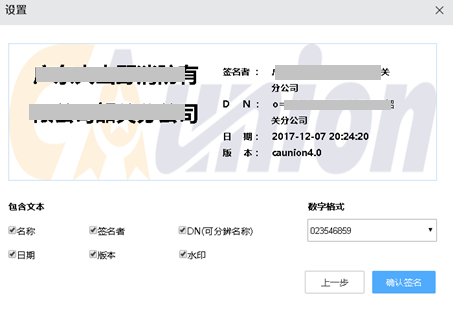 设置
签名者 ： 关
分公司
D N ： o=
关分公司
日 期 ： 2017-12-07 20:24:20
版 本 ： caunion4.0
CAunion
包含文本
名称
签名者
DN(可分辨名称)
日期
版本
水印
数字格式
023546859
上一步
确认签名